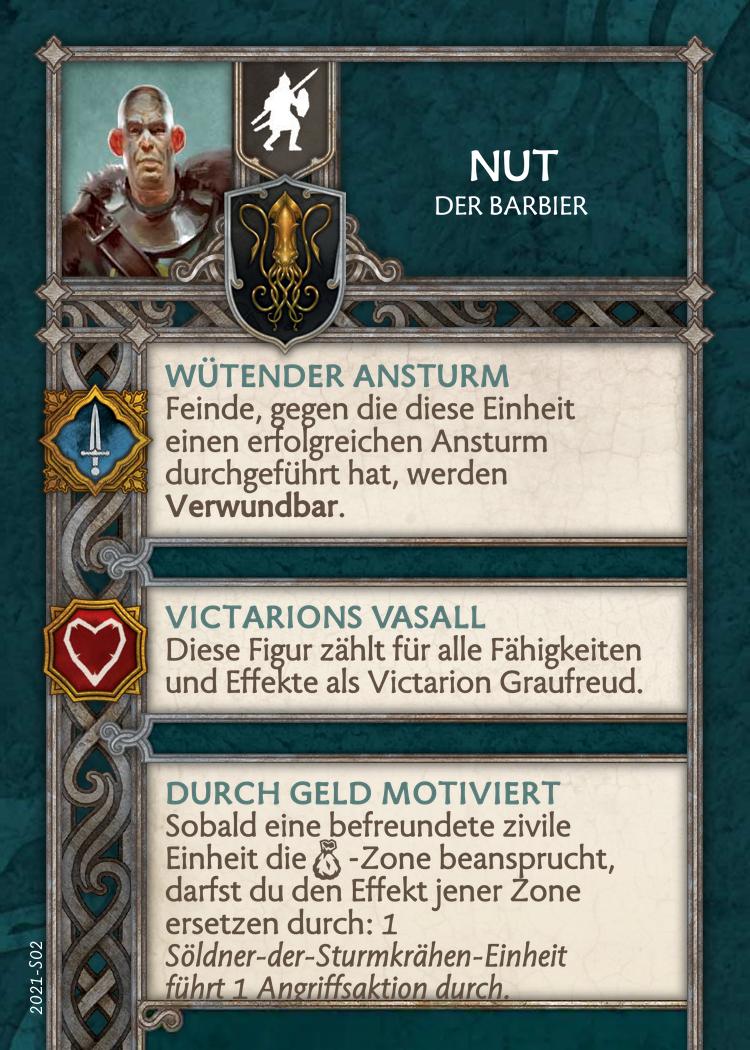 NUT
DER BARBIER
WÜTENDER ANSTURM
Feinde, gegen die diese Einheit
einen erfolgreichen Ansturm
durchgeführt hat, werden
Verwundbar.
VICTARIONS VASALL
Diese Figur zählt für alle Fähigkeiten
und Effekte als Victarion Graufreud.
DURCH GELD MOTIVIERT
Sobald eine befreundete zivile
Einheit die -Zone beansprucht,
darfst du den Effekt jener Zone
ersetzen durch: 1
Söldner-der-Sturmkrähen-Einheit
führt 1 Angriffsaktion durch.
2021-S02